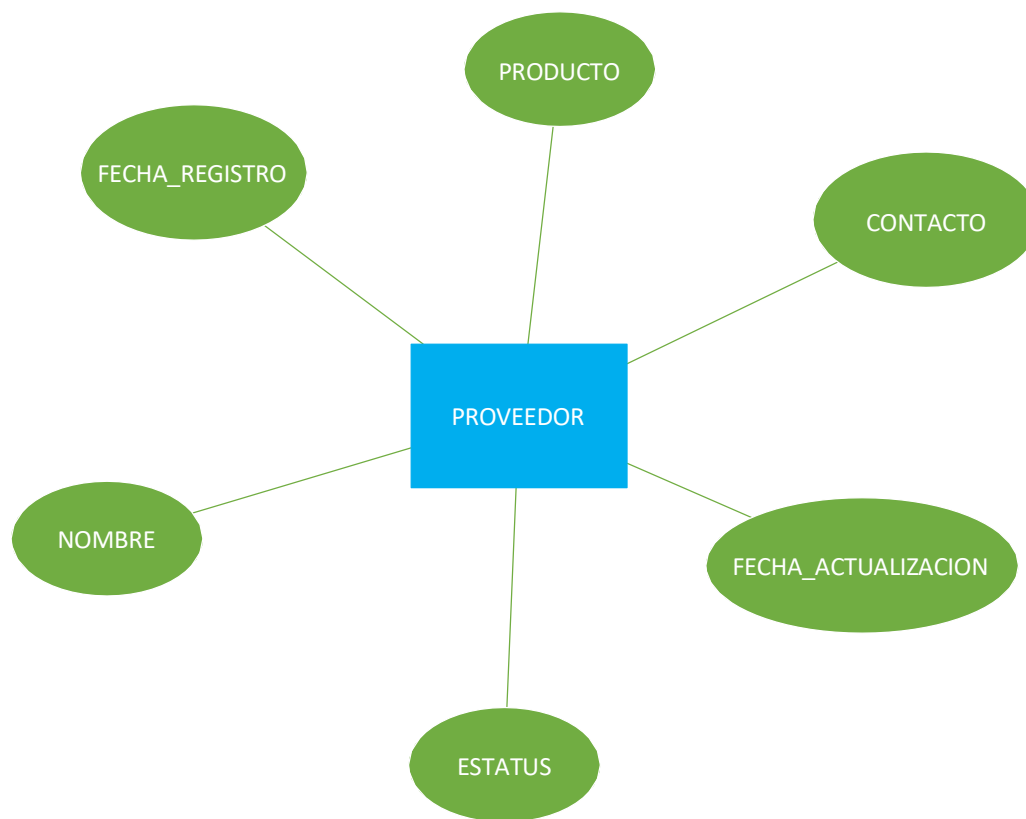 PRODUCTO
FECHA_REGISTRO
CONTACTO
PROVEEDOR
NOMBRE
FECHA_ACTUALIZACION
ESTATUS